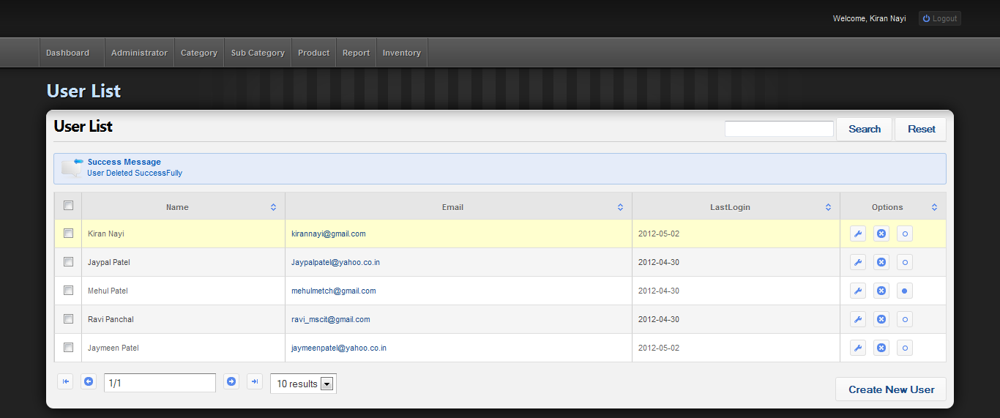 Welcome, Kiran Nayi Logout
Dashboard Administrator Category Sub Category Product Report Inventory
User List
User List Search Reset
Success Message
User Deleted SuccessFully
Name Email LastLogin Options
Kiran Nayi kirannayi@gmail.com 2012-05-02
Jaypal Patel Jaypalpatel@yahoo.co.in 2012-04-30
Mehul Patel mehulmetch@gmail.com 2012-04-30
Ravi Panchal ravi_mscit@gmail.com 2012-04-30
Jaymeen Patel jaymeenpatel@yahoo.co.in 2012-05-02
1/1 10 results
Create New User